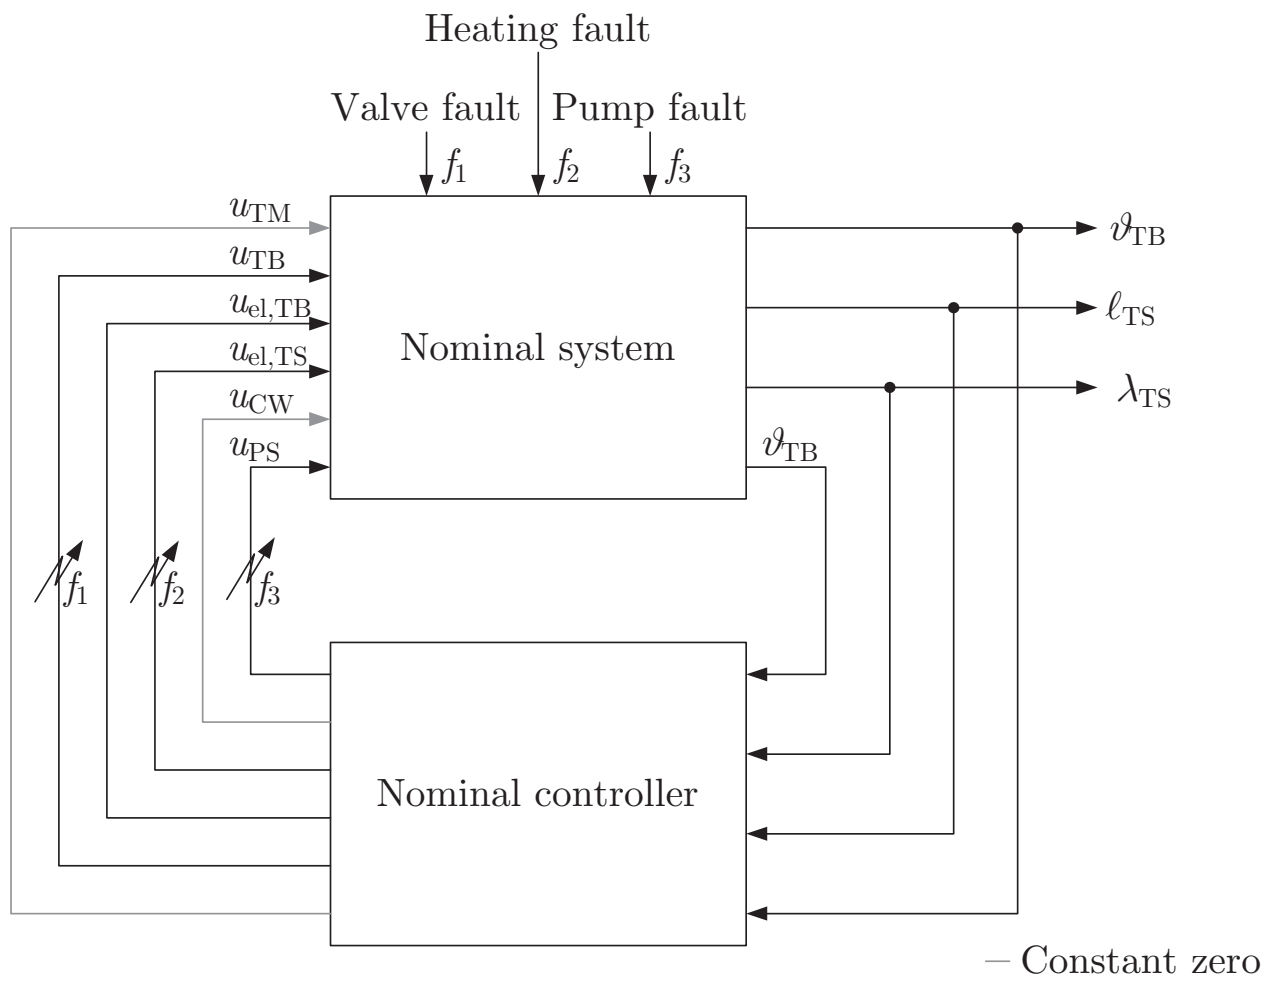 Heating fault
Valve fault
Pump fault
f1
f2
f3
uTM
uTB
uel,TB
uel,TS
uCW
uPS
Nominal system
ϑTB
ℓTS
λTS
ϑTB
f1
f2
f3
Nominal controller
Constant zero